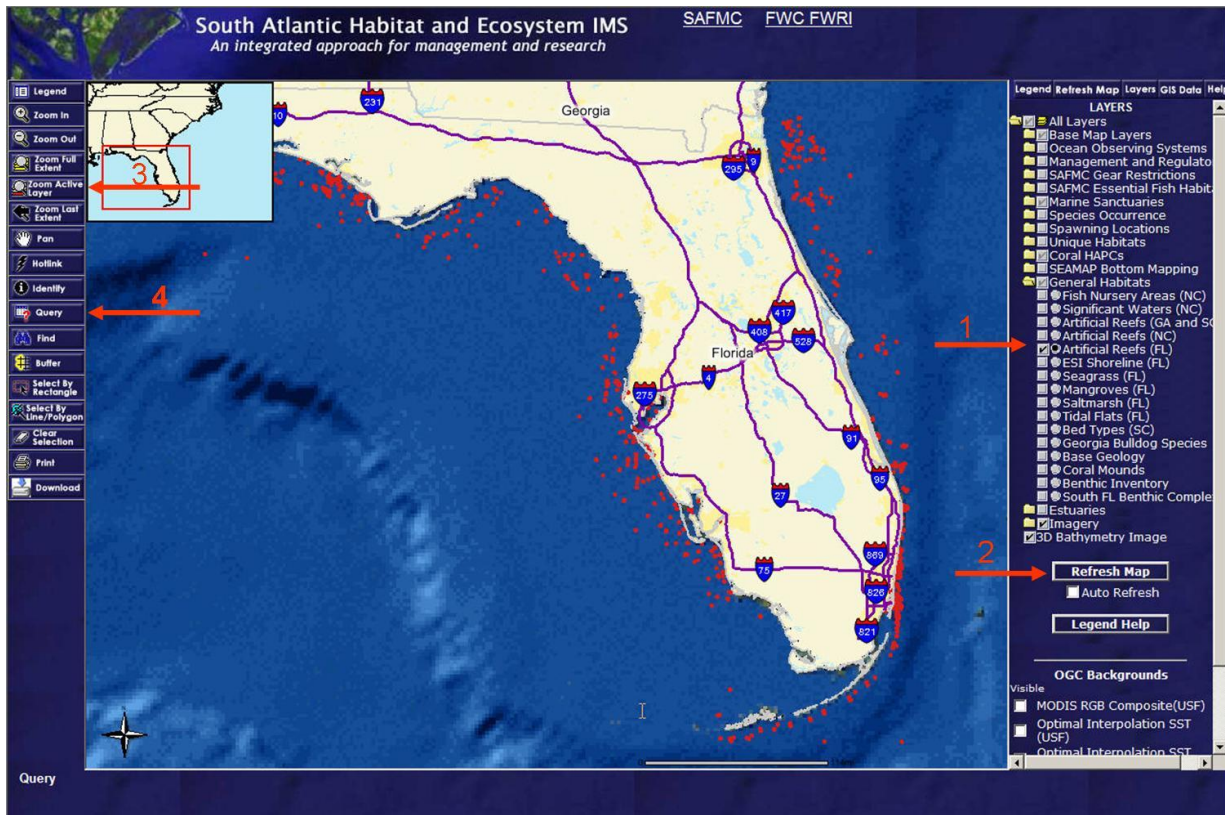 South Atlantic Habitat and Ecosystem IMS
An integrated approach for management and research
SAFMC FWC FWRI
Legend
Zoom In
Zoom Out
Zoom Full Extent
Zoom Active Layer
Zoom Last Extent
Pan
Hotlink
Identify
Query
Find
Buffer
Select By Rectangle
Select By Line/Polygon
Clear Selection
Print
Download
3
4
10
231
Georgia
295
9
417
408
528
Florida
4
275
91
95
27
869
75
826
821
1
2
Legend Refresh Map Layers GIS Data Help
LAYERS
All Layers
Base Map Layers
Ocean Observing Systems
Management and Regulato
SAFMC Gear Restrictions
SAFMC Essential Fish Habita
Marine Sanctuaries
Species Occurrence
Spawning Locations
Unique Habitats
Coral HAPCs
SEAMAP Bottom Mapping
General Habitats
Fish Nursery Areas (NC)
Significant Waters (NC)
Artificial Reefs (GA and SC
Artificial Reefs (NC)
Artificial Reefs (FL)
ESI Shoreline (FL)
Seagrass (FL)
Mangroves (FL)
Saltmarsh (FL)
Tidal Flats (FL)
Bed Types (SC)
Georgia Bulldog Species
Base Geology
Coral Mounds
Benthic Inventory
South FL Benthic Comple
Estuaries
Imagery
3D Bathymetry Image
Refresh Map
Auto Refresh
Legend Help
OGC Backgrounds
Visible
MODIS RGB Composite(USF)
Optimal Interpolation SST
(USF)
Optimal Interpolation SST
Query